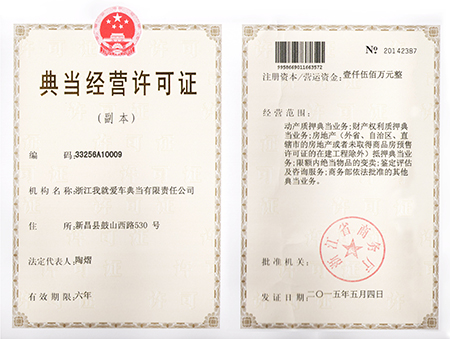 典当经营许可证
(副本)
编 码:33256A10009
机构名称:浙江我就爱车典当有限责任公司
住 所:新昌县鼓山西路530 号
法定代表人:陶熠
有效期限:六年
№ 20142387
注册资本/营运资金:壹仟伍佰万元整
经营范围:
动产质押典当业务;财产权利质押典
当业务;房地产(外省、自治区、直
辖市的房地产或者未取得商品房预售
许可证的在建工程除外)抵押典当业
务;限额内绝当物品的变卖;鉴定评估
及咨询服务;商务部依法批准的其他
典当业务。
浙江省商务厅
批准机关:
发证日期:二〇一五年五月四日